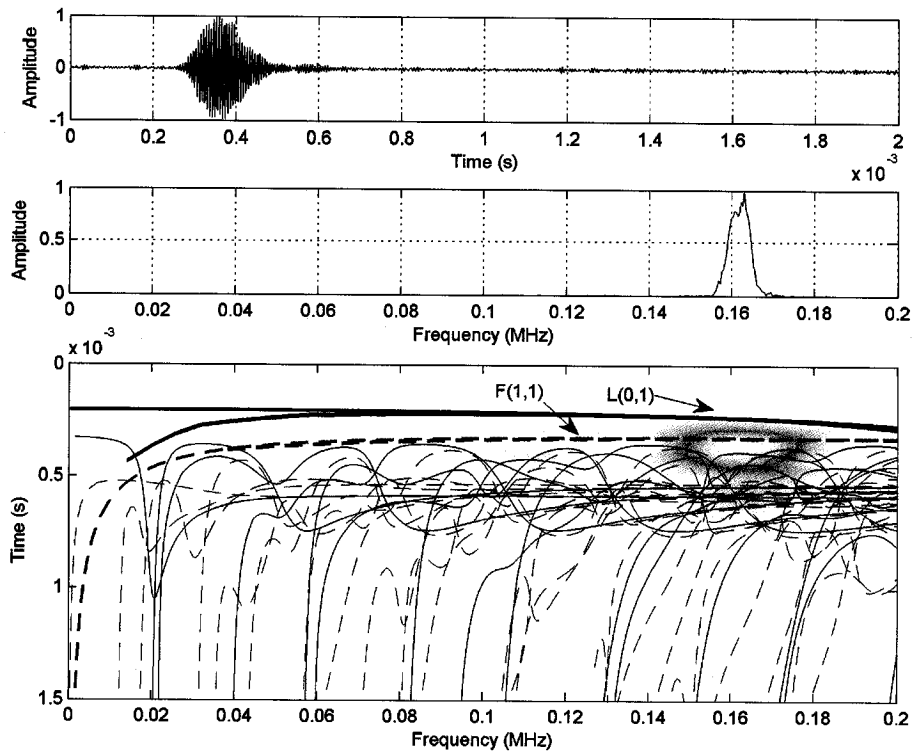 1
0
-1
Amplitude
0 0.2 0.4 0.6 0.8 1 1.2 1.4 1.6 1.8 2
Time (s)
x 10⁻³
1
0.5
0
Amplitude
0 0.02 0.04 0.06 0.08 0.1 0.12 0.14 0.16 0.18 0.2
Frequency (MHz)
x 10⁻³
0
0.5
1
1.5
Time (s)
F(1,1)
L(0,1)
0 0.02 0.04 0.06 0.08 0.1 0.12 0.14 0.16 0.18 0.2
Frequency (MHz)